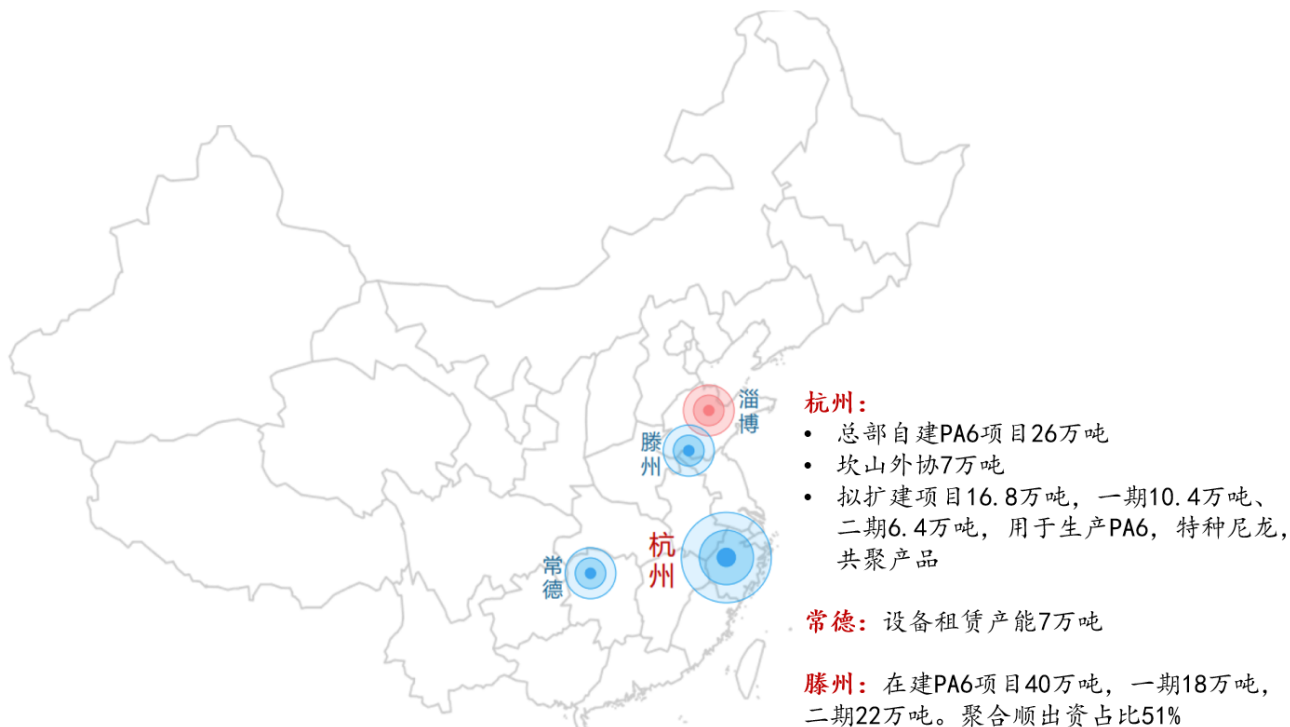 淄博
滕州
杭州
常德
杭州：
• 总部自建PA6项目26万吨
• 坎山外协7万吨
• 拟扩建项目16.8万吨，一期10.4万吨、
二期6.4万吨，用于生产PA6，特种尼龙，
共聚产品
常德：设备租赁产能7万吨
滕州：在建PA6项目40万吨，一期18万吨，
二期22万吨。聚合顺出资占比51%